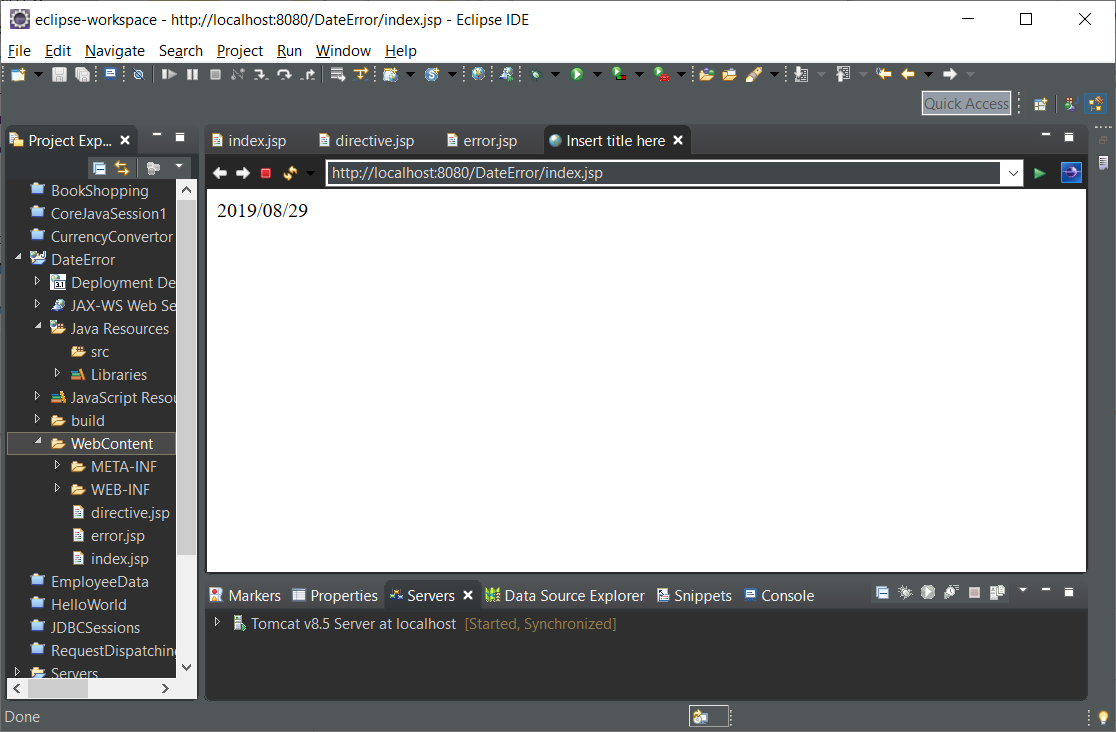 eclipse-workspace - http://localhost:8080/DateError/index.jsp - Eclipse IDE
File Edit Navigate Search Project Run Window Help
Quick Access
Project Exp...
index.jsp directive.jsp error.jsp Insert title here
http://localhost:8080/DateError/index.jsp
BookShopping
CoreJavaSession1
CurrencyConvertor
DateError
Deployment De
JAX-WS Web Se
Java Resources
src
Libraries
JavaScript Resou
build
WebContent
META-INF
WEB-INF
directive.jsp
error.jsp
index.jsp
EmployeeData
HelloWorld
JDBCSessions
RequestDispatching
Servers
2019/08/29
Markers Properties Servers Data Source Explorer Snippets Console
Tomcat v8.5 Server at localhost [Started, Synchronized]
Done